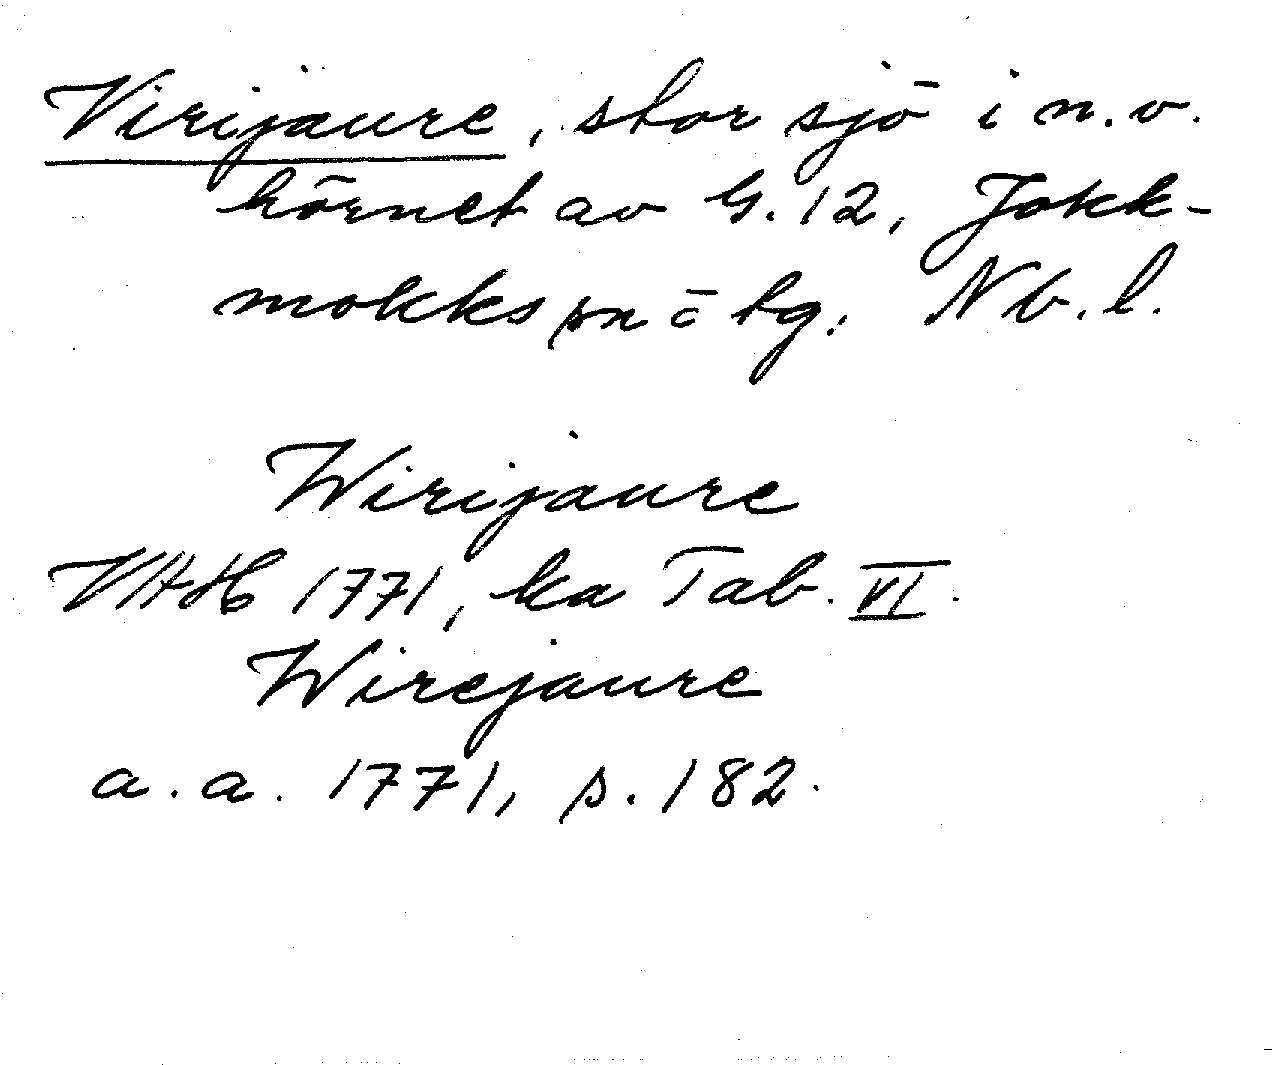 Virijaure, stor sjö i n.v.
hörnet av G.12, Jokk-
mokks sn o tg. Nb.l.
Wirijaure
VAH 1771, ka Tab. VI.
Wirejaure
a.a. 1771, s. 182.